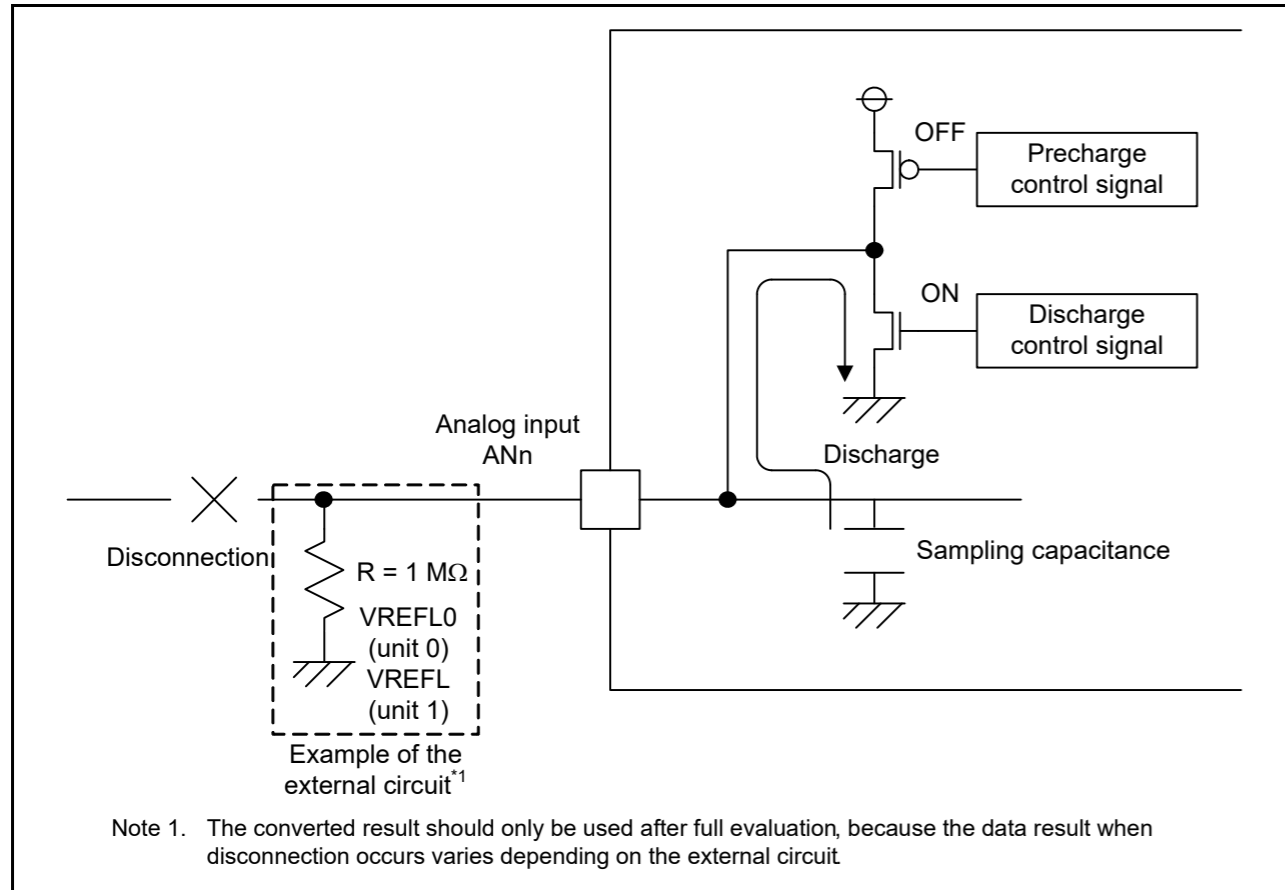 OFF
Precharge
control signal
ON
Discharge
control signal
Analog input
ANn
Discharge
Disconnection
R = 1 MΩ
VREFL0
(unit 0)
VREFL
(unit 1)
Sampling capacitance
Example of the
external circuit*1
Note 1. The converted result should only be used after full evaluation, because the data result when
disconnection occurs varies depending on the external circuit.